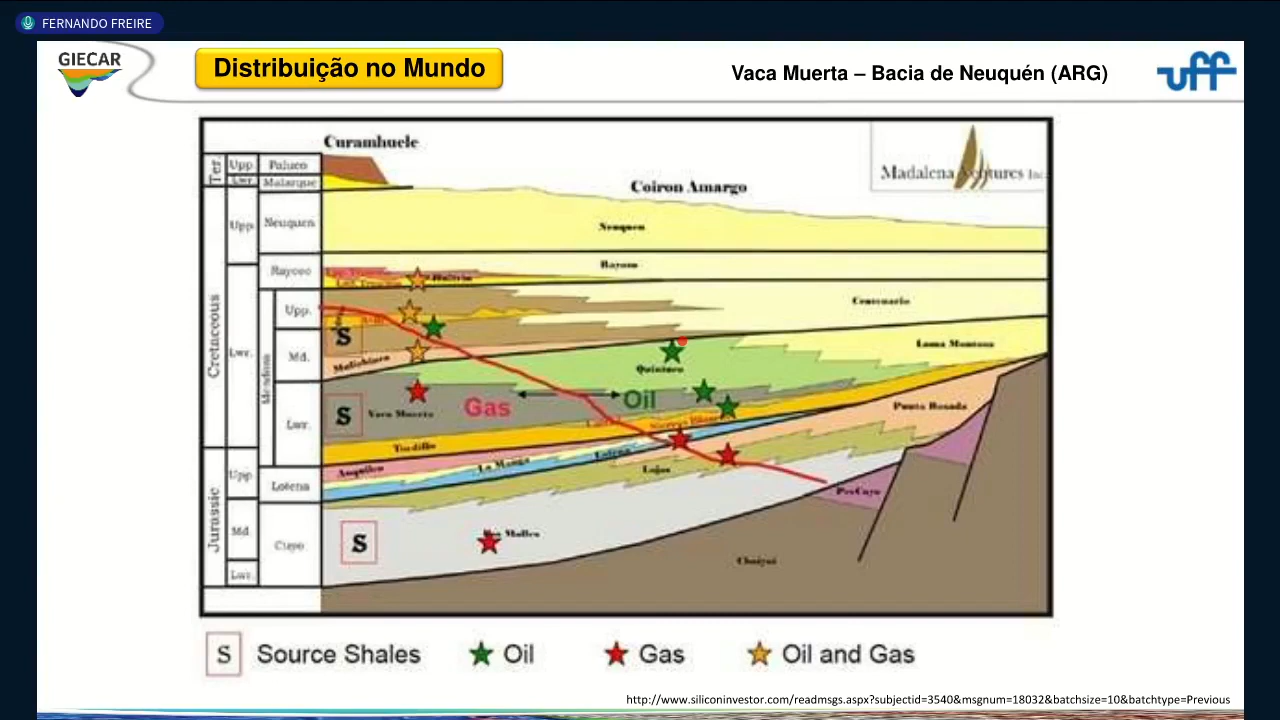 FERNANDO FREIRE
GIECAR
Distribuição no Mundo
Vaca Muerta – Bacia de Neuquén (ARG)
uff
Curamhuele
Madalena Ventures Inc.
Coiron Amargo
Ter.
Upp
Lwr.
Malargue
Cretaceous
Upp
Neuquen
Neuquen
Rayoso
Rayoso
Lwr.
Mendoza
Upp.
Centenario
S
Md.
Mulichinco
Loma Montosa
Quintuco
Lwr.
S
Vaca Muerta
Gas
Oil
Punta Rosada
Tordillo
Auquilco
La Manga
Lotena
Lajas
Jurassic
Upp
Lotena
PreCuyo
Md.
Cuyo
S
Los Molles
Choiyoi
Lwr.
S Source Shales
Oil
Gas
Oil and Gas
http://www.siliconinvestor.com/readmsgs.aspx?subjectid=3540&msgnum=18032&batchsize=10&batchtype=Previous